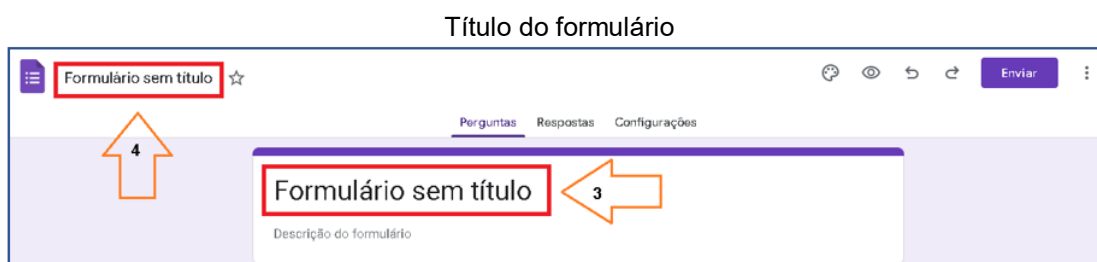 Título do formulário
Formulário sem título
Enviar
Perguntas Respostas Configurações
4
Formulário sem título
3
Descrição do formulário